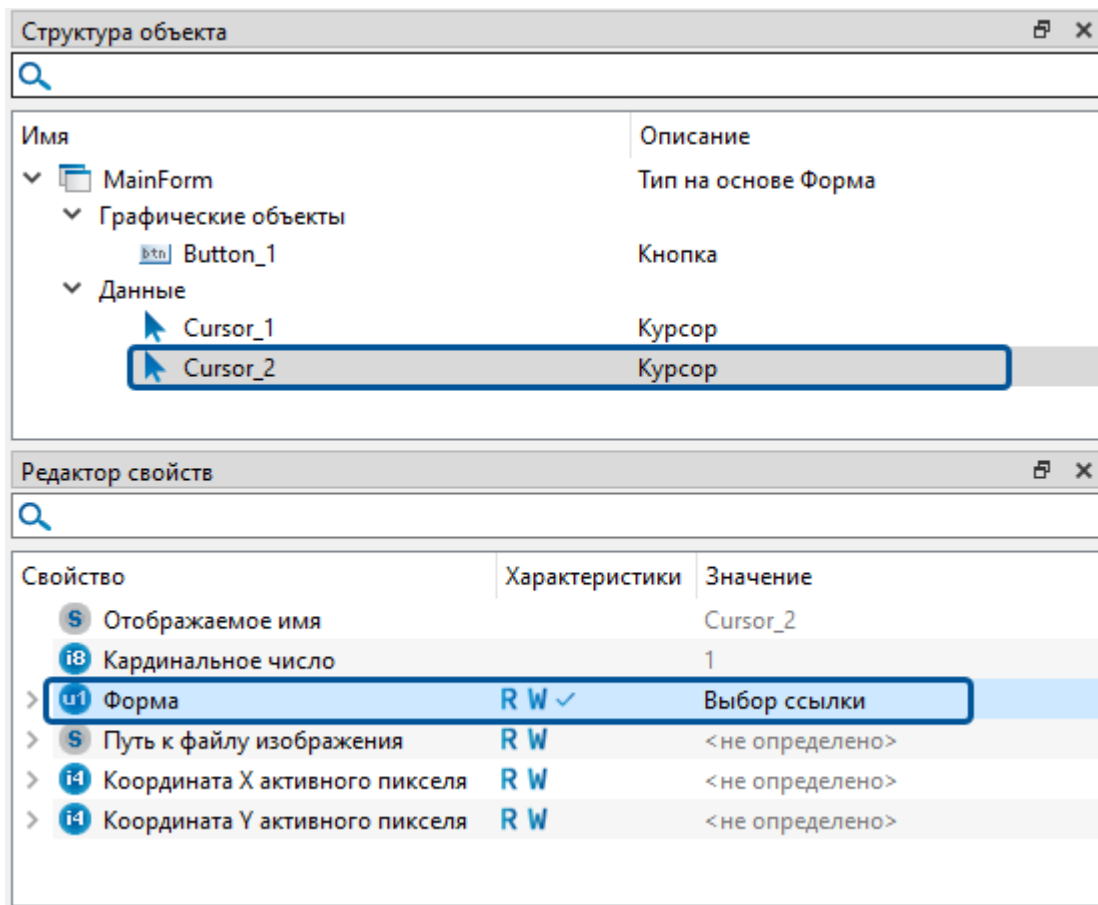 Структура объекта
Имя Описание
MainForm Тип на основе Форма
Графические объекты
btn Button_1 Кнопка
Данные
Cursor_1 Курсор
Cursor_2 Курсор
Редактор свойств
Свойство Характеристики Значение
S Отображаемое имя Cursor_2
i8 Кардинальное число 1
u1 Форма R W Выбор ссылки
S Путь к файлу изображения R W <не определено>
i4 Координата X активного пикселя R W <не определено>
i4 Координата Y активного пикселя R W <не определено>